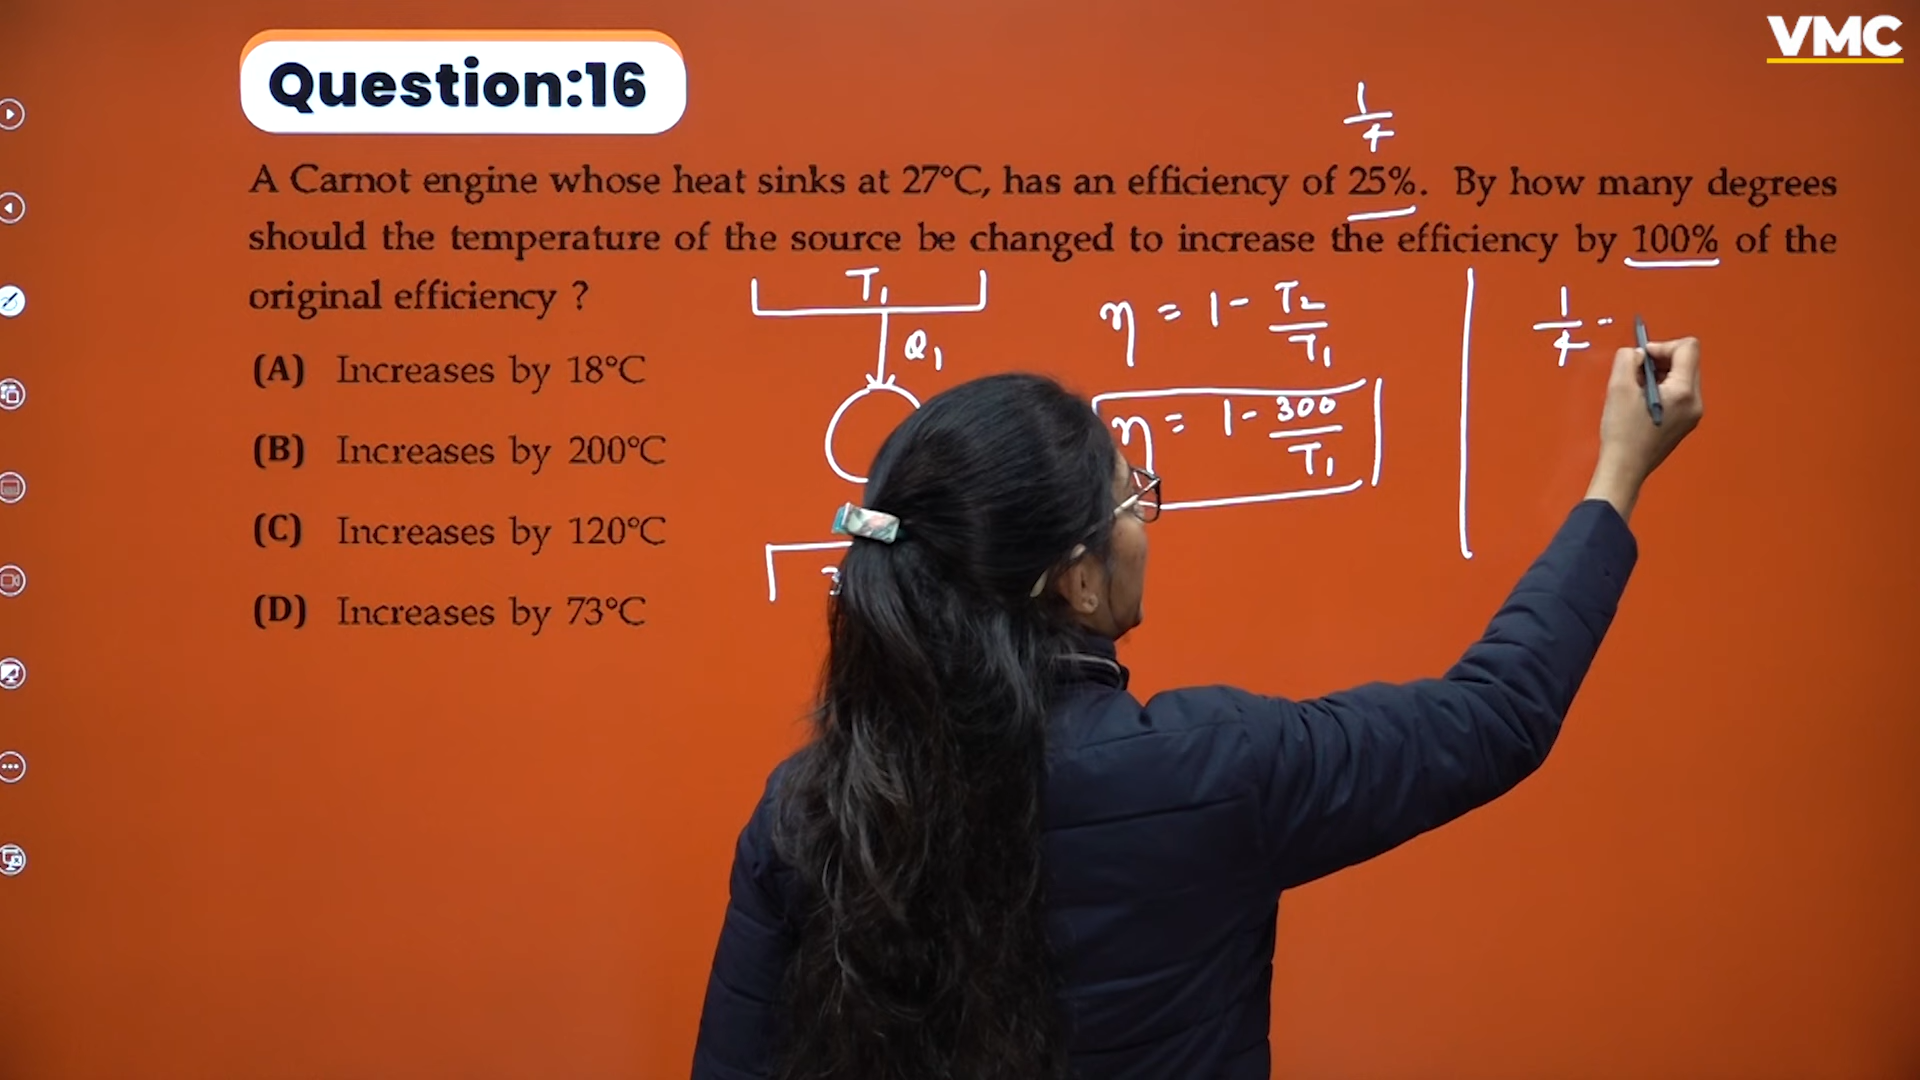 VMC
Question:16
1/4
A Carnot engine whose heat sinks at 27°C, has an efficiency of 25%. By how many degrees
should the temperature of the source be changed to increase the efficiency by 100% of the
original efficiency ?
(A) Increases by 18°C
(B) Increases by 200°C
(C) Increases by 120°C
(D) Increases by 73°C
T₁
Q₁
η = 1 - T₂/T₁
η = 1 - 300/T₁
1/4 =